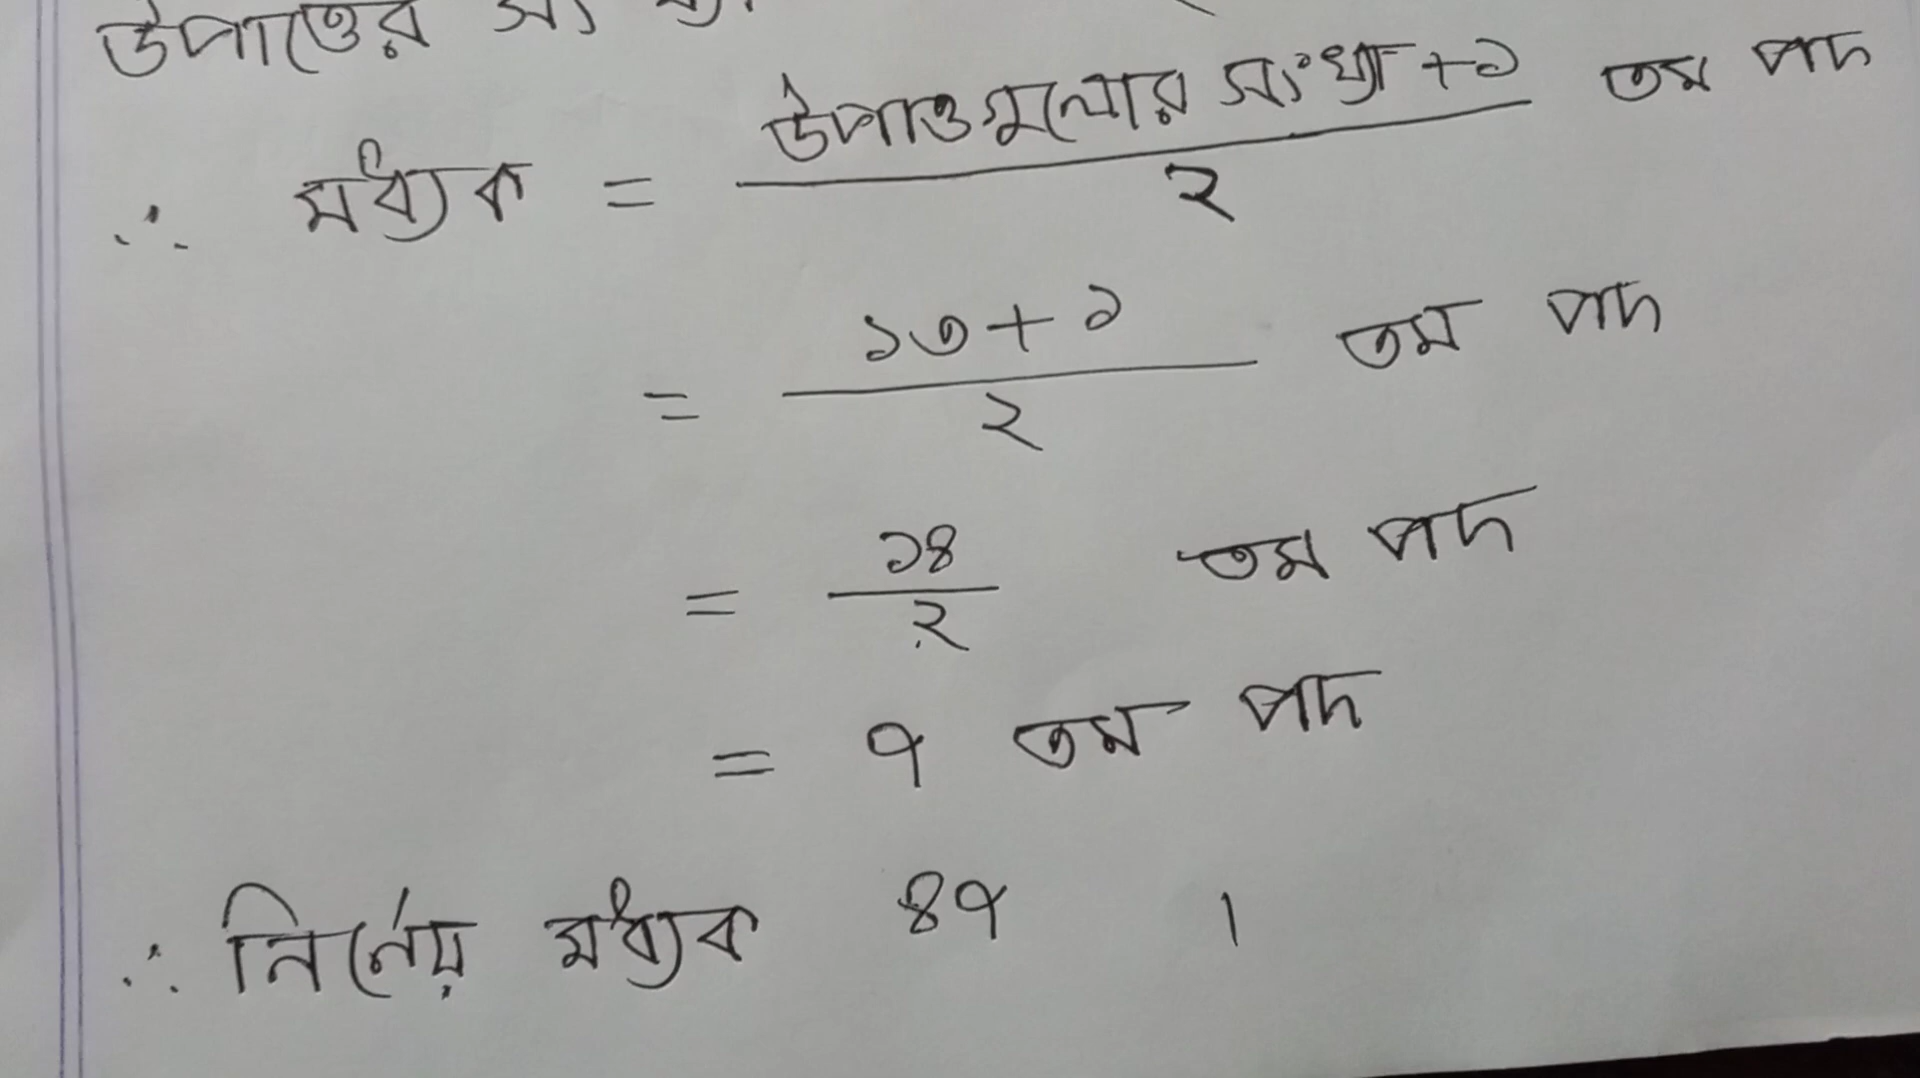 উপাত্তের
∴ মধ্যক = উপাত্তগুলোর সংখ্যা +১ / ২ তম পদ
= ১৩ + ১ / ২ তম পদ
= ১৪ / ২ তম পদ
= ৭ তম পদ
∴ নির্ণেয় মধ্যক ৪৭ ।